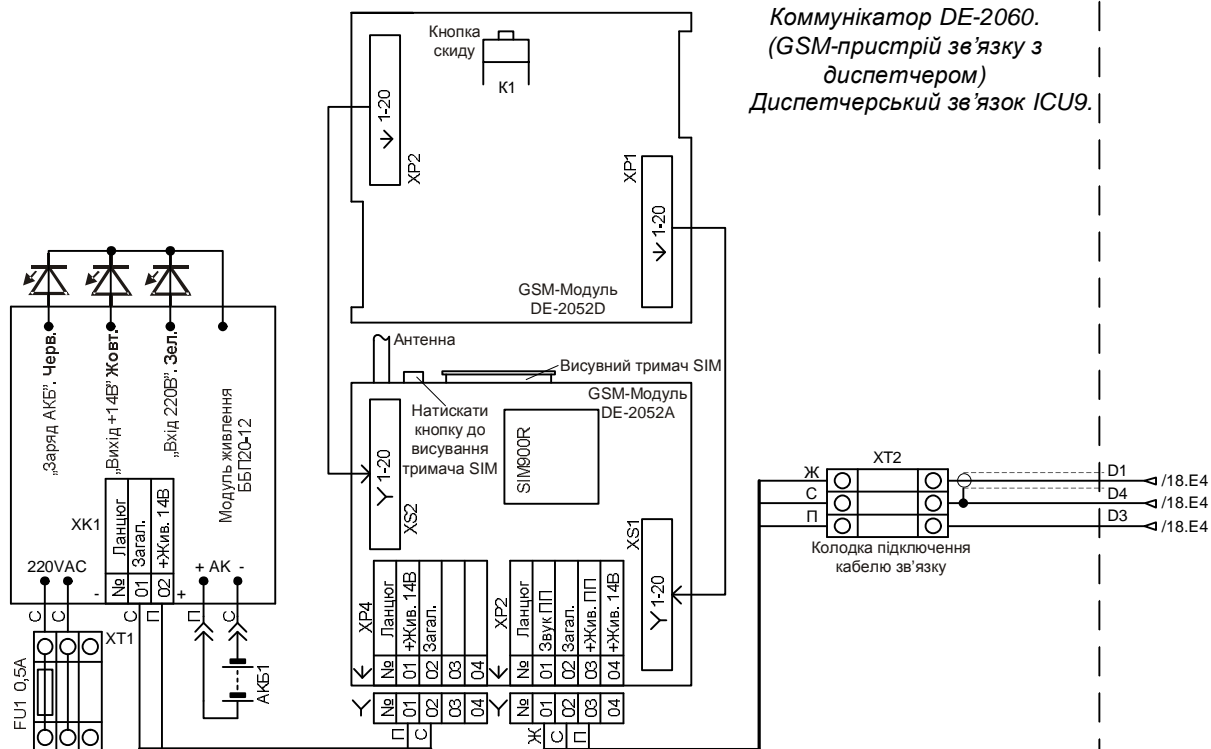 Коммунікатор DE-2060.
(GSM-пристрій зв’язку з
диспетчером)
Диспетчерський зв’язок ICU9.
Кнопка
скиду
К1
1-20
XP2
XP1
1-20
GSM-Модуль
DE-2052D
Антенна
Висувний тримач SIM
GSM-Модуль
DE-2052A
Натискати
кнопку до
висування
тримача SIM
SIM900R
1-20
XS2
XS1
1-20
„Заряд АКБ”. Черв.
„Вихід +14В” Жовт.
„Вхід 220В”. Зел.
Модуль живлення
ББП20-12
XK1
№ Ланцюг
01 Загал.
02 +Жив. 14В
- +
220VAC
+ АК -
С С С П П С
XT1
FU1 0,5A
АКБ1
XP4
№ Ланцюг
01 +Жив. 14В
02 Загал.
03
04
XP2
№ Ланцюг
01 Звук ПП
02 Загал.
03 +Жив. ПП
04 +Жив. 14В
№ 01 02 03 04
№ 01 02 03 04
П С
Ж С П
XT2
Ж
С
П
D1 /18.E4
D4 /18.E4
D3 /18.E4
Колодка підключення
кабелю зв’язку